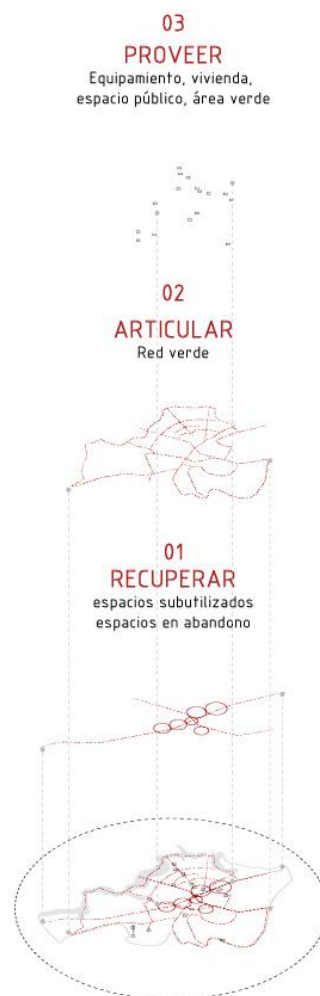 03
PROVEER
Equipamiento, vivienda,
espacio público, área verde
02
ARTICULAR
Red verde
01
RECUPERAR
espacios subutilizados
espacios en abandono